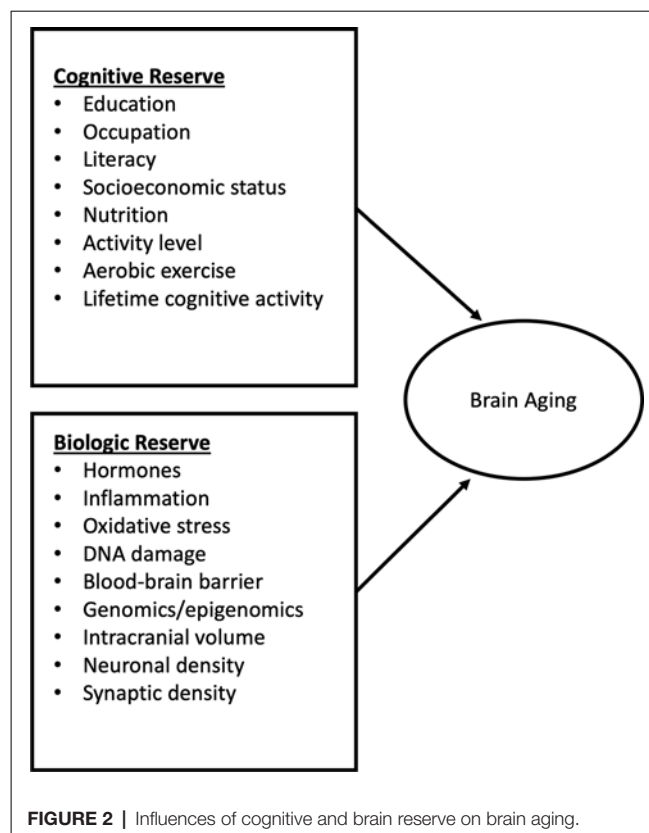 Cognitive Reserve
• Education
• Occupation
• Literacy
• Socioeconomic status
• Nutrition
• Activity level
• Aerobic exercise
• Lifetime cognitive activity
Brain Aging
Biologic Reserve
• Hormones
• Inflammation
• Oxidative stress
• DNA damage
• Blood-brain barrier
• Genomics/epigenomics
• Intracranial volume
• Neuronal density
• Synaptic density
FIGURE 2 | Influences of cognitive and brain reserve on brain aging.